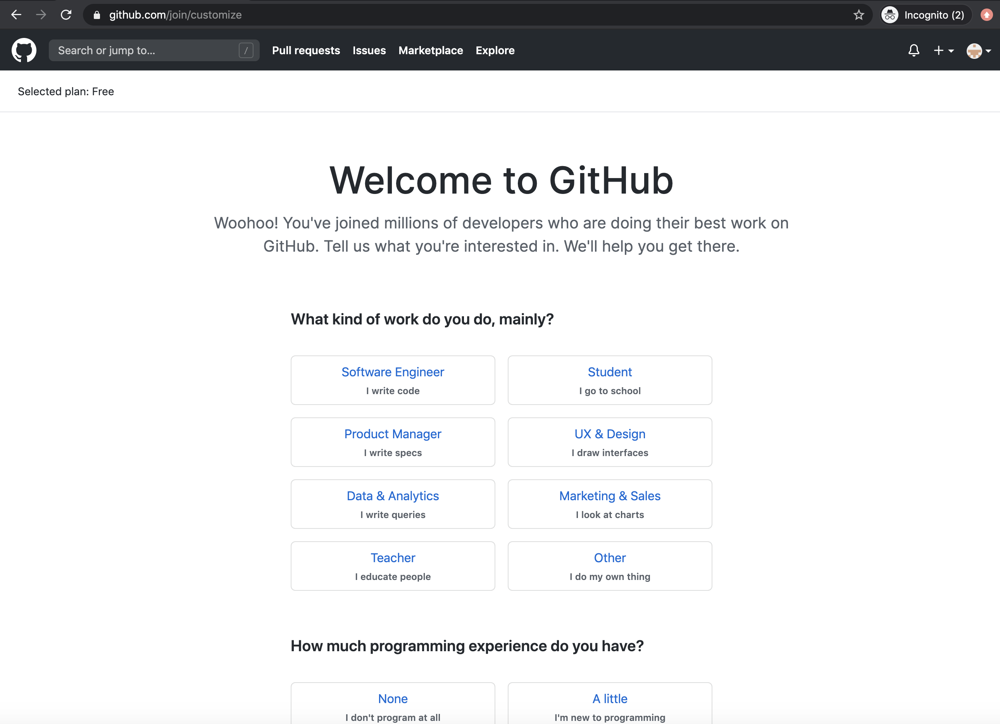 github.com/join/customize
Incognito (2)
Search or jump to...
/
Pull requests
Issues
Marketplace
Explore
Selected plan: Free
Welcome to GitHub
Woohoo! You've joined millions of developers who are doing their best work on
GitHub. Tell us what you're interested in. We'll help you get there.
What kind of work do you do, mainly?
Software Engineer
I write code
Student
I go to school
Product Manager
I write specs
UX & Design
I draw interfaces
Data & Analytics
I write queries
Marketing & Sales
I look at charts
Teacher
I educate people
Other
I do my own thing
How much programming experience do you have?
None
I don't program at all
A little
I'm new to programming